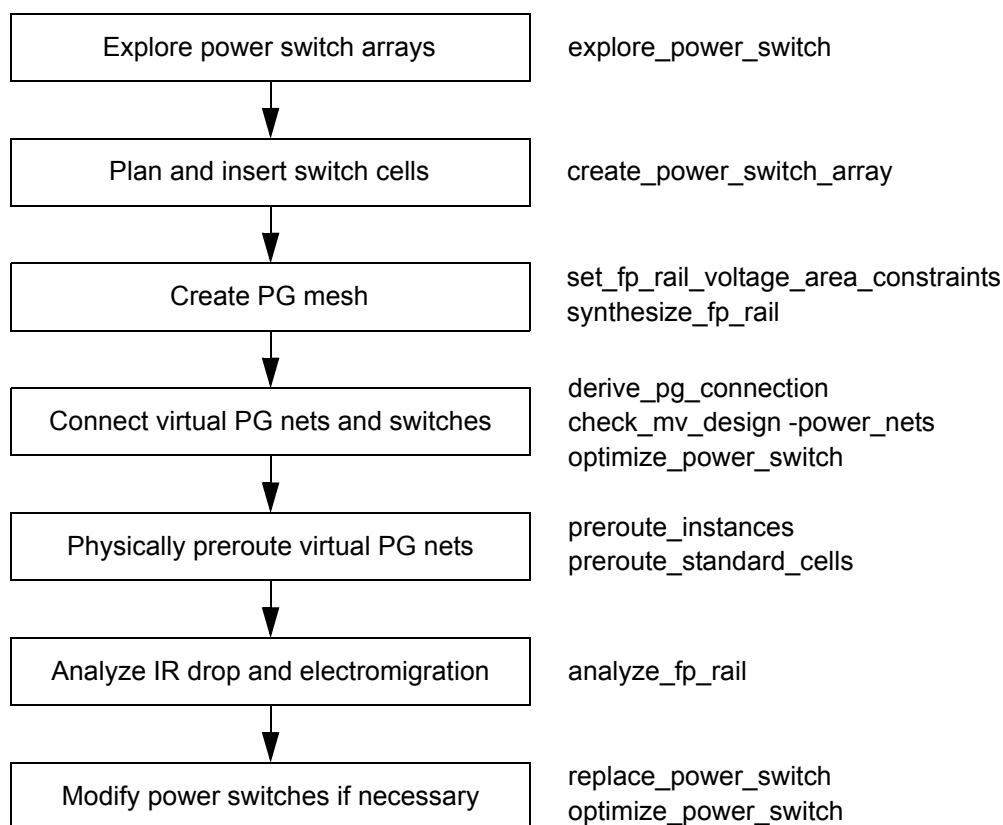 Explore power switch arrays
explore_power_switch
Plan and insert switch cells
create_power_switch_array
Create PG mesh
set_fp_rail_voltage_area_constraints
synthesize_fp_rail
Connect virtual PG nets and switches
derive_pg_connection
check_mv_design -power_nets
optimize_power_switch
Physically preroute virtual PG nets
preroute_instances
preroute_standard_cells
Analyze IR drop and electromigration
analyze_fp_rail
Modify power switches if necessary
replace_power_switch
optimize_power_switch